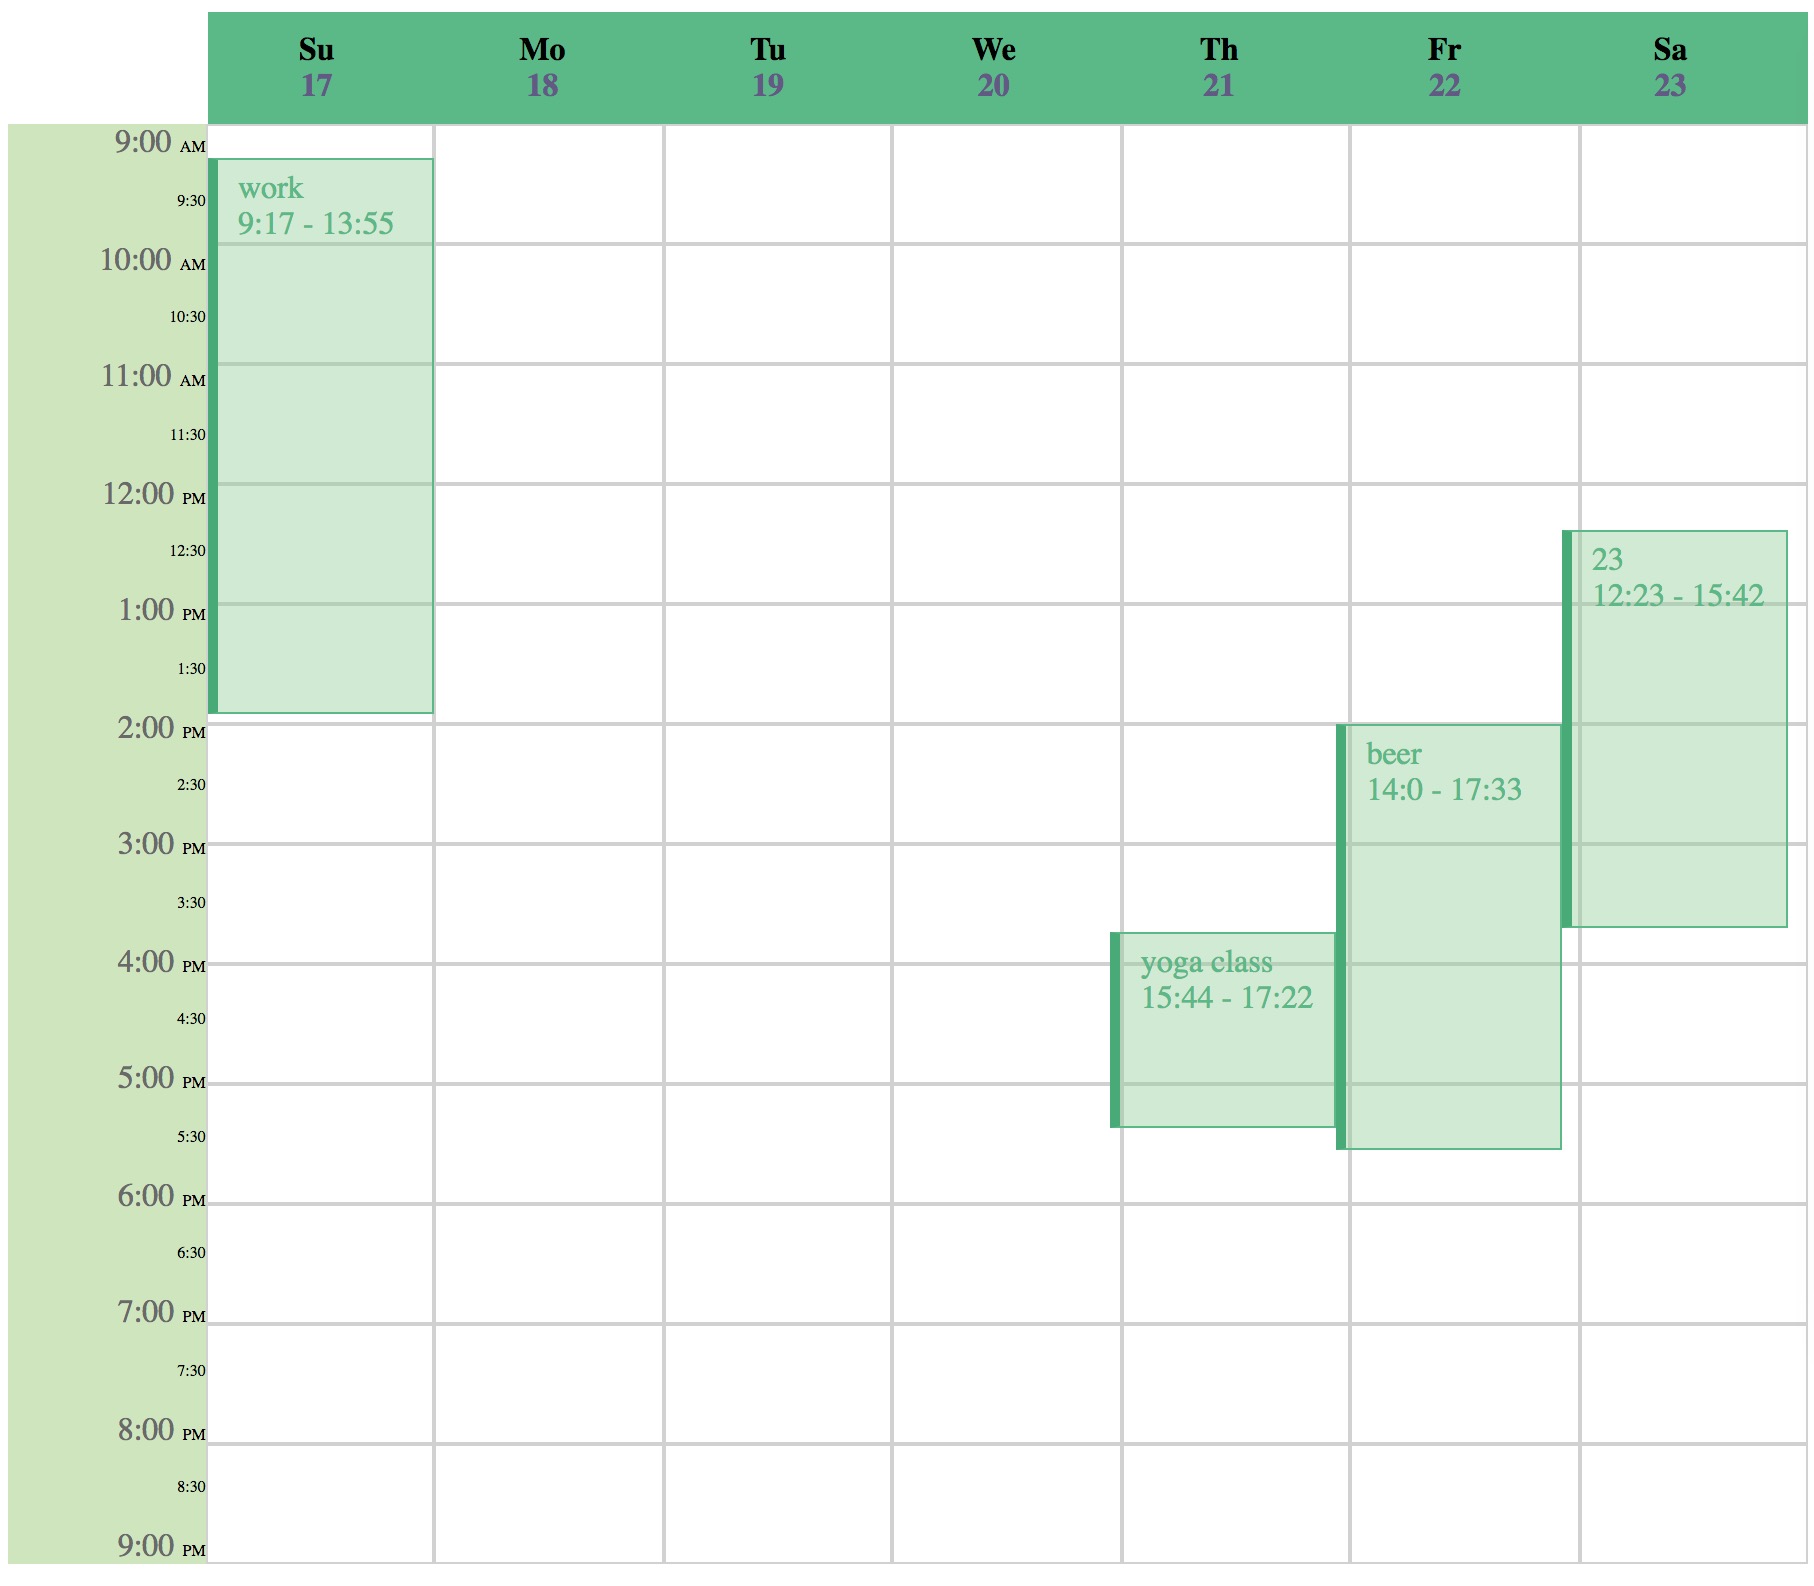 Su Mo Tu We Th Fr Sa
17 18 19 20 21 22 23
9:00 AM
work
9:30
9:17 - 13:55
10:00 AM
10:30
11:00 AM
11:30
12:00 PM
12:30
23
12:23 - 15:42
1:00 PM
1:30
2:00 PM
beer
2:30
14:0 - 17:33
3:00 PM
3:30
4:00 PM
yoga class
15:44 - 17:22
4:30
5:00 PM
5:30
6:00 PM
6:30
7:00 PM
7:30
8:00 PM
8:30
9:00 PM